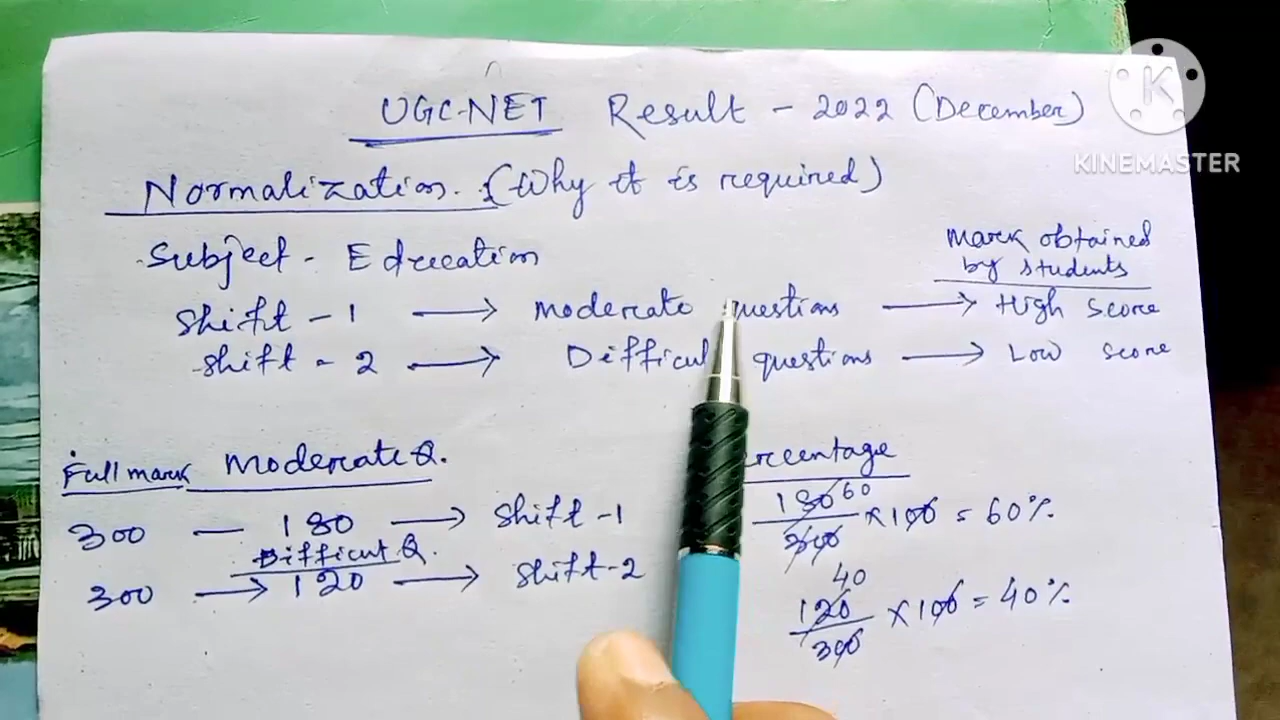 UGC-NET Result - 2022 (December)
KINEMASTER
Normalization. (Why it is required)
Subject - Education
Mark obtained
by students
Shift - 1 → Moderate questions → High score
Shift - 2 → Difficult questions → Low score
Full mark Moderate Q.
300 — 180 → Shift-1
Difficult Q.
300 → 120 → Shift-2
180 60
300 × 100 = 60%
40
120
300 × 100 = 40%